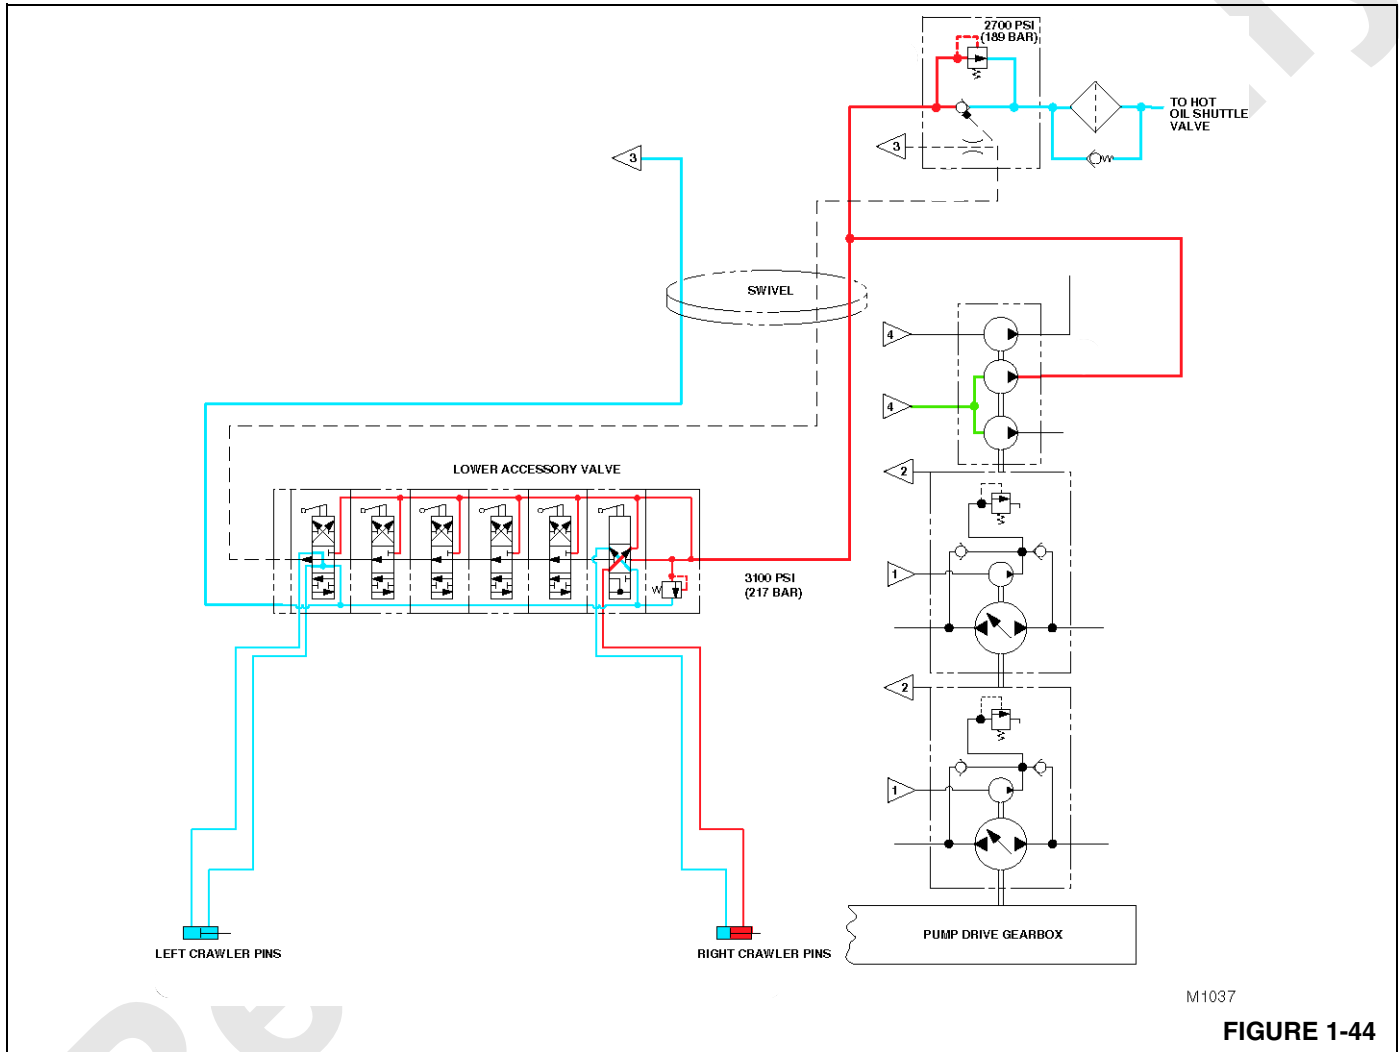 2700 PSI
(189 BAR)
TO HOT
OIL SHUTTLE
VALVE
3
3
SWIVEL
4
4
LOWER ACCESSORY VALVE
2
3100 PSI
(217 BAR)
1
2
1
PUMP DRIVE GEARBOX
LEFT CRAWLER PINS
RIGHT CRAWLER PINS
M1037
FIGURE 1-44